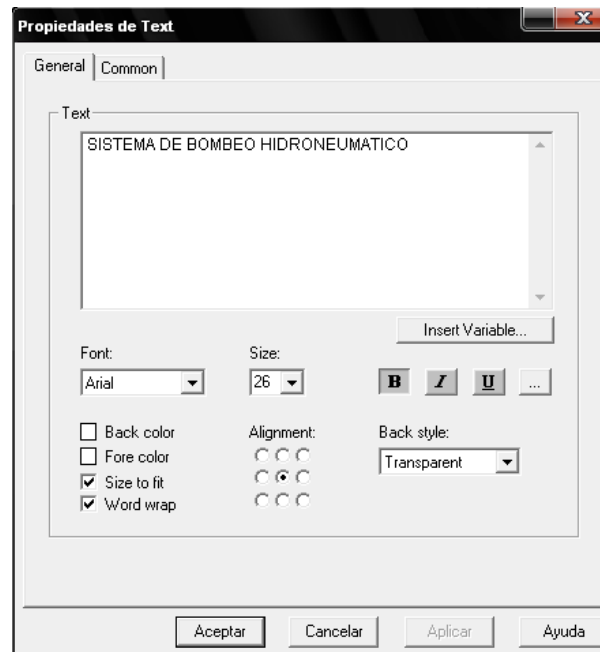 Propiedades de Text
General Common
Text
SISTEMA DE BOMBEO HIDRONEUMATICO
Insert Variable...
Font: Size:
Arial 26 B I U ...
Back color Alignment: Back style:
Fore color
Transparent
Size to fit
Word wrap
Aceptar Cancelar Aplicar Ayuda